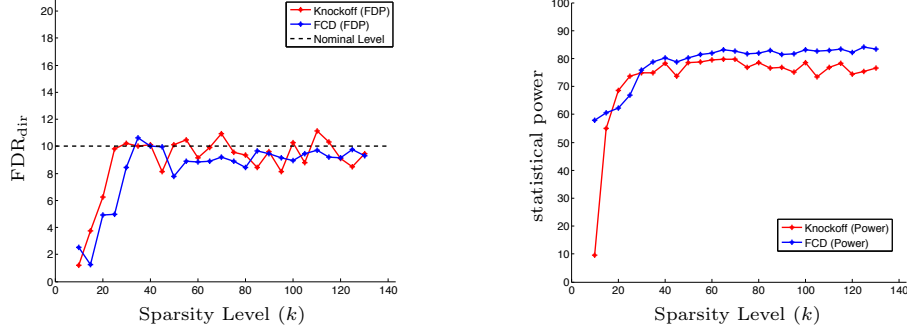 Knockoff (FDP)
FCD (FDP)
Nominal Level
FDR_dir
20
18
16
14
12
10
8
6
4
2
0
0 20 40 60 80 100 120 140
Sparsity Level (k)
statistical power
100
90
80
70
60
50
40
30
20
10
0
Knockoff (Power)
FCD (Power)
0 20 40 60 80 100 120 140
Sparsity Level (k)